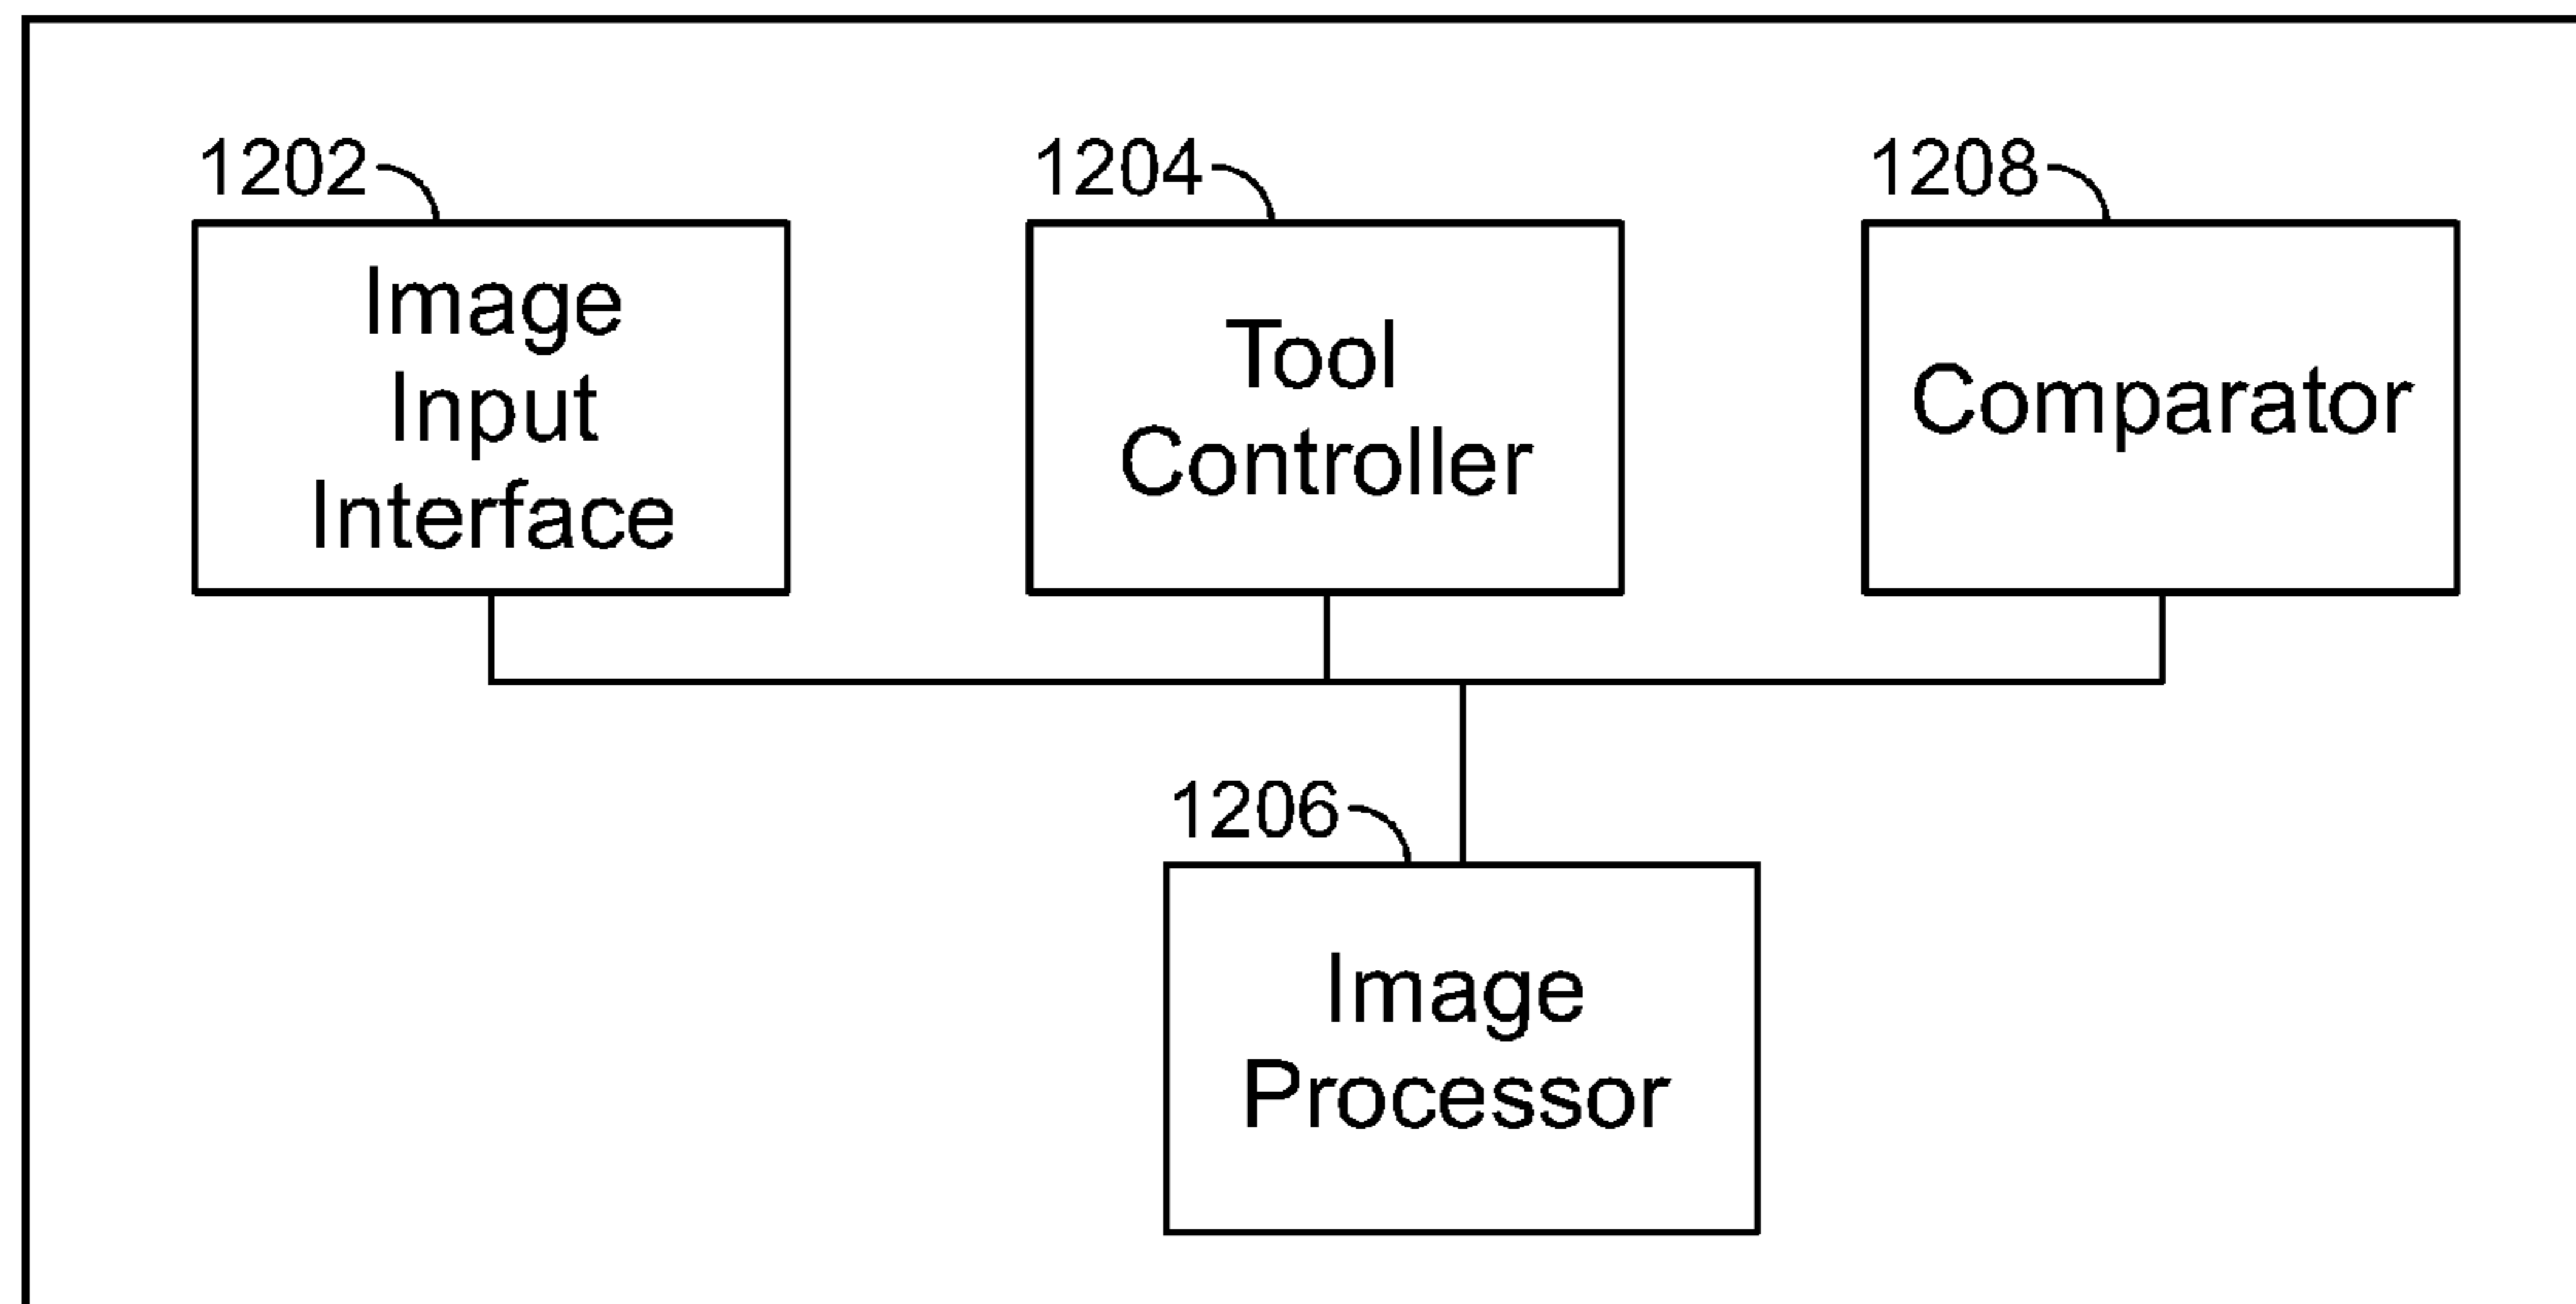 1202
Image
Input
Interface
1204
Tool
Controller
1208
Comparator
1206
Image
Processor